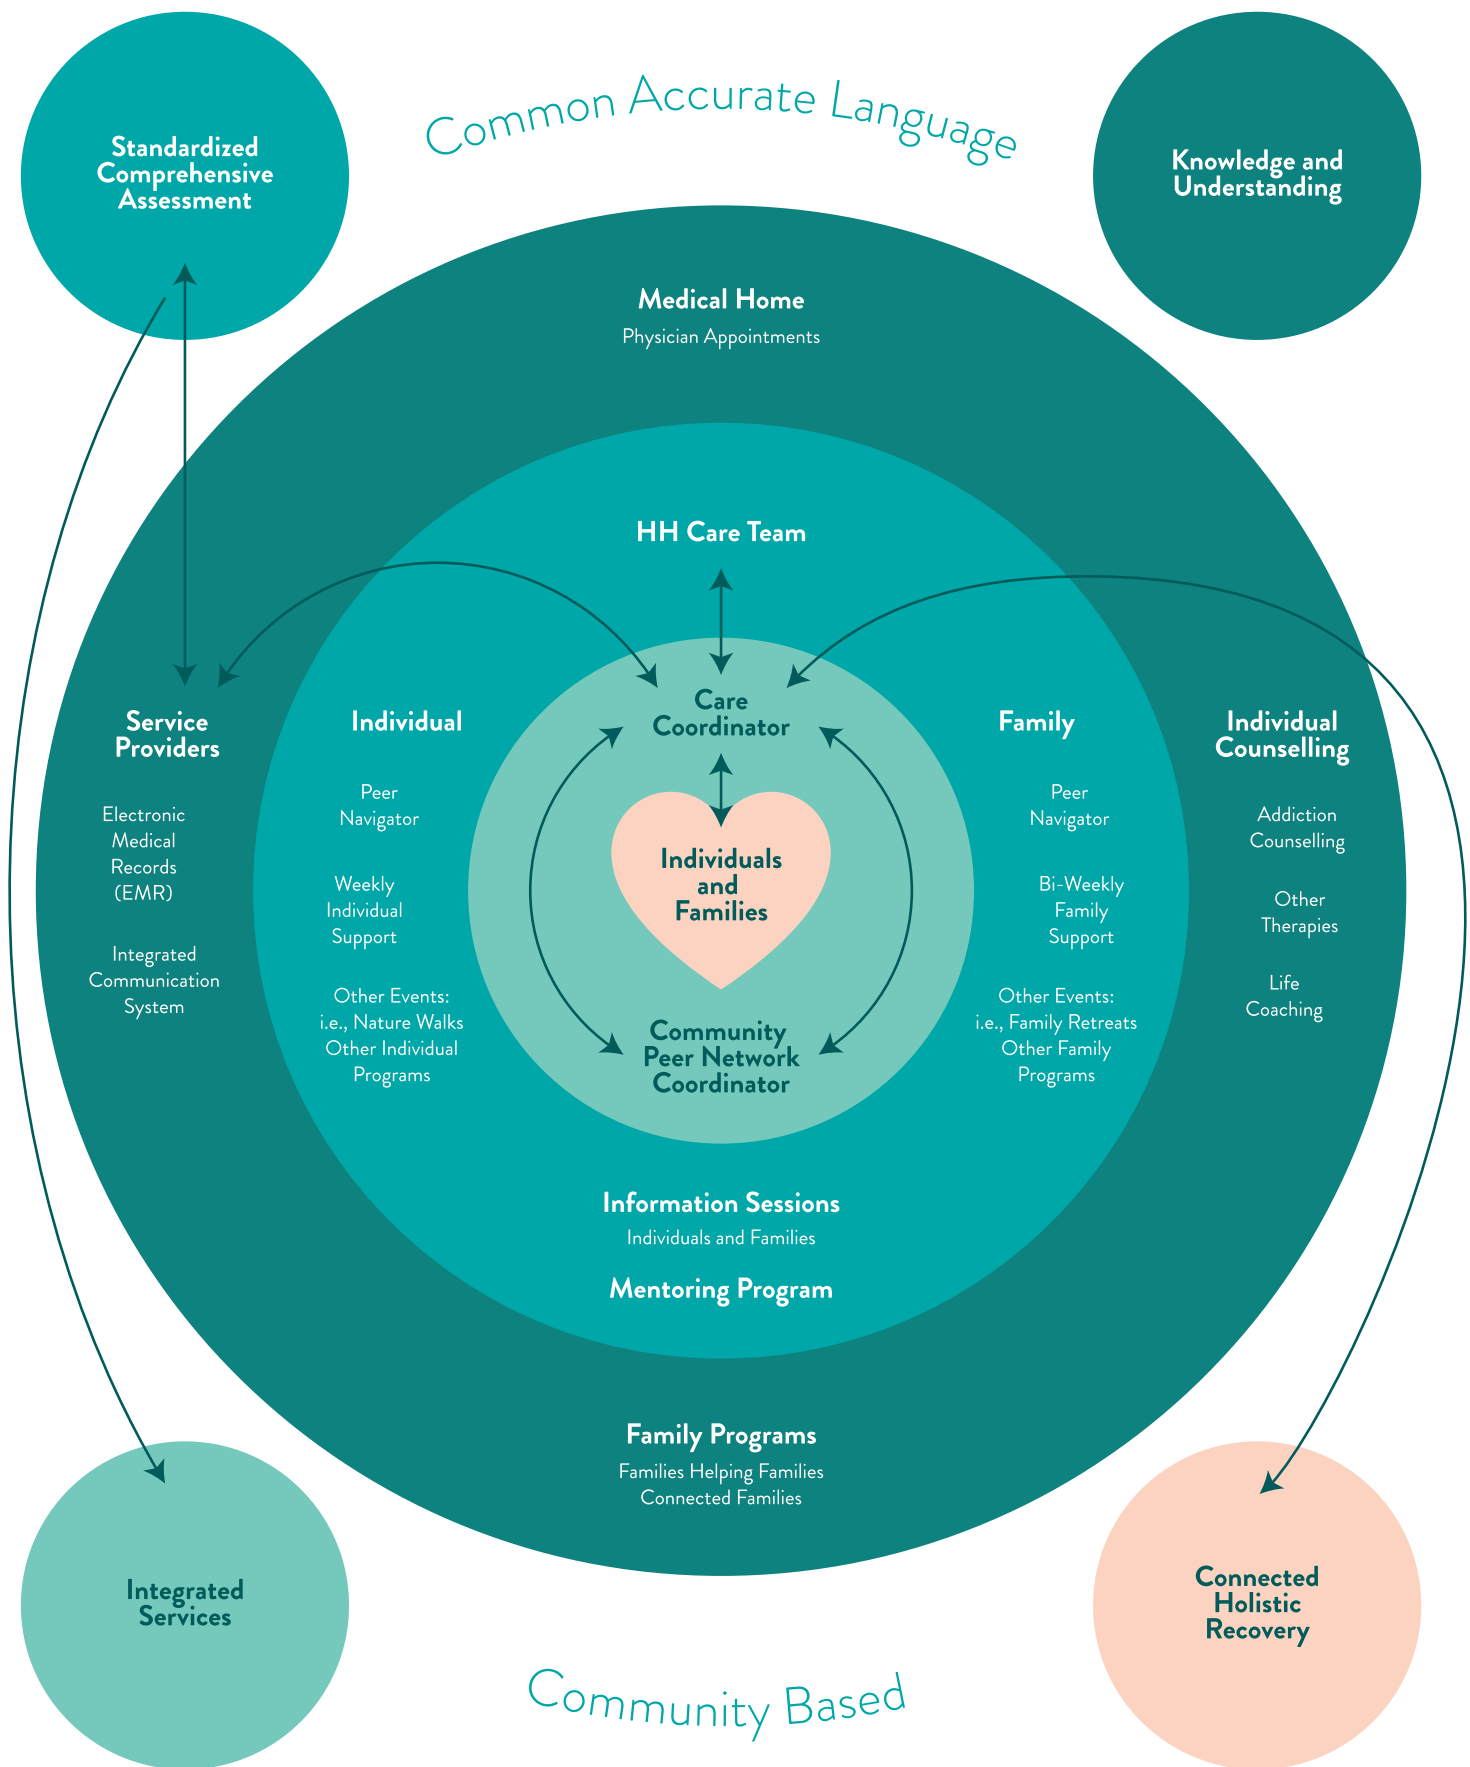 Common Accurate Language
Standardized
Comprehensive
Assessment
Knowledge and
Understanding
Medical Home
Physician Appointments
HH Care Team
Service
Providers
Electronic
Medical
Records
(EMR)
Integrated
Communication
System
Individual
Peer
Navigator
Weekly
Individual
Support
Other Events:
i.e., Nature Walks
Other Individual
Programs
Care
Coordinator
Individuals
and
Families
Community
Peer Network
Coordinator
Family
Peer
Navigator
Bi-Weekly
Family
Support
Other Events:
i.e., Family Retreats
Other Family
Programs
Individual
Counselling
Addiction
Counselling
Other
Therapies
Life
Coaching
Information Sessions
Individuals and Families
Mentoring Program
Family Programs
Families Helping Families
Connected Families
Integrated
Services
Connected
Holistic
Recovery
Community Based